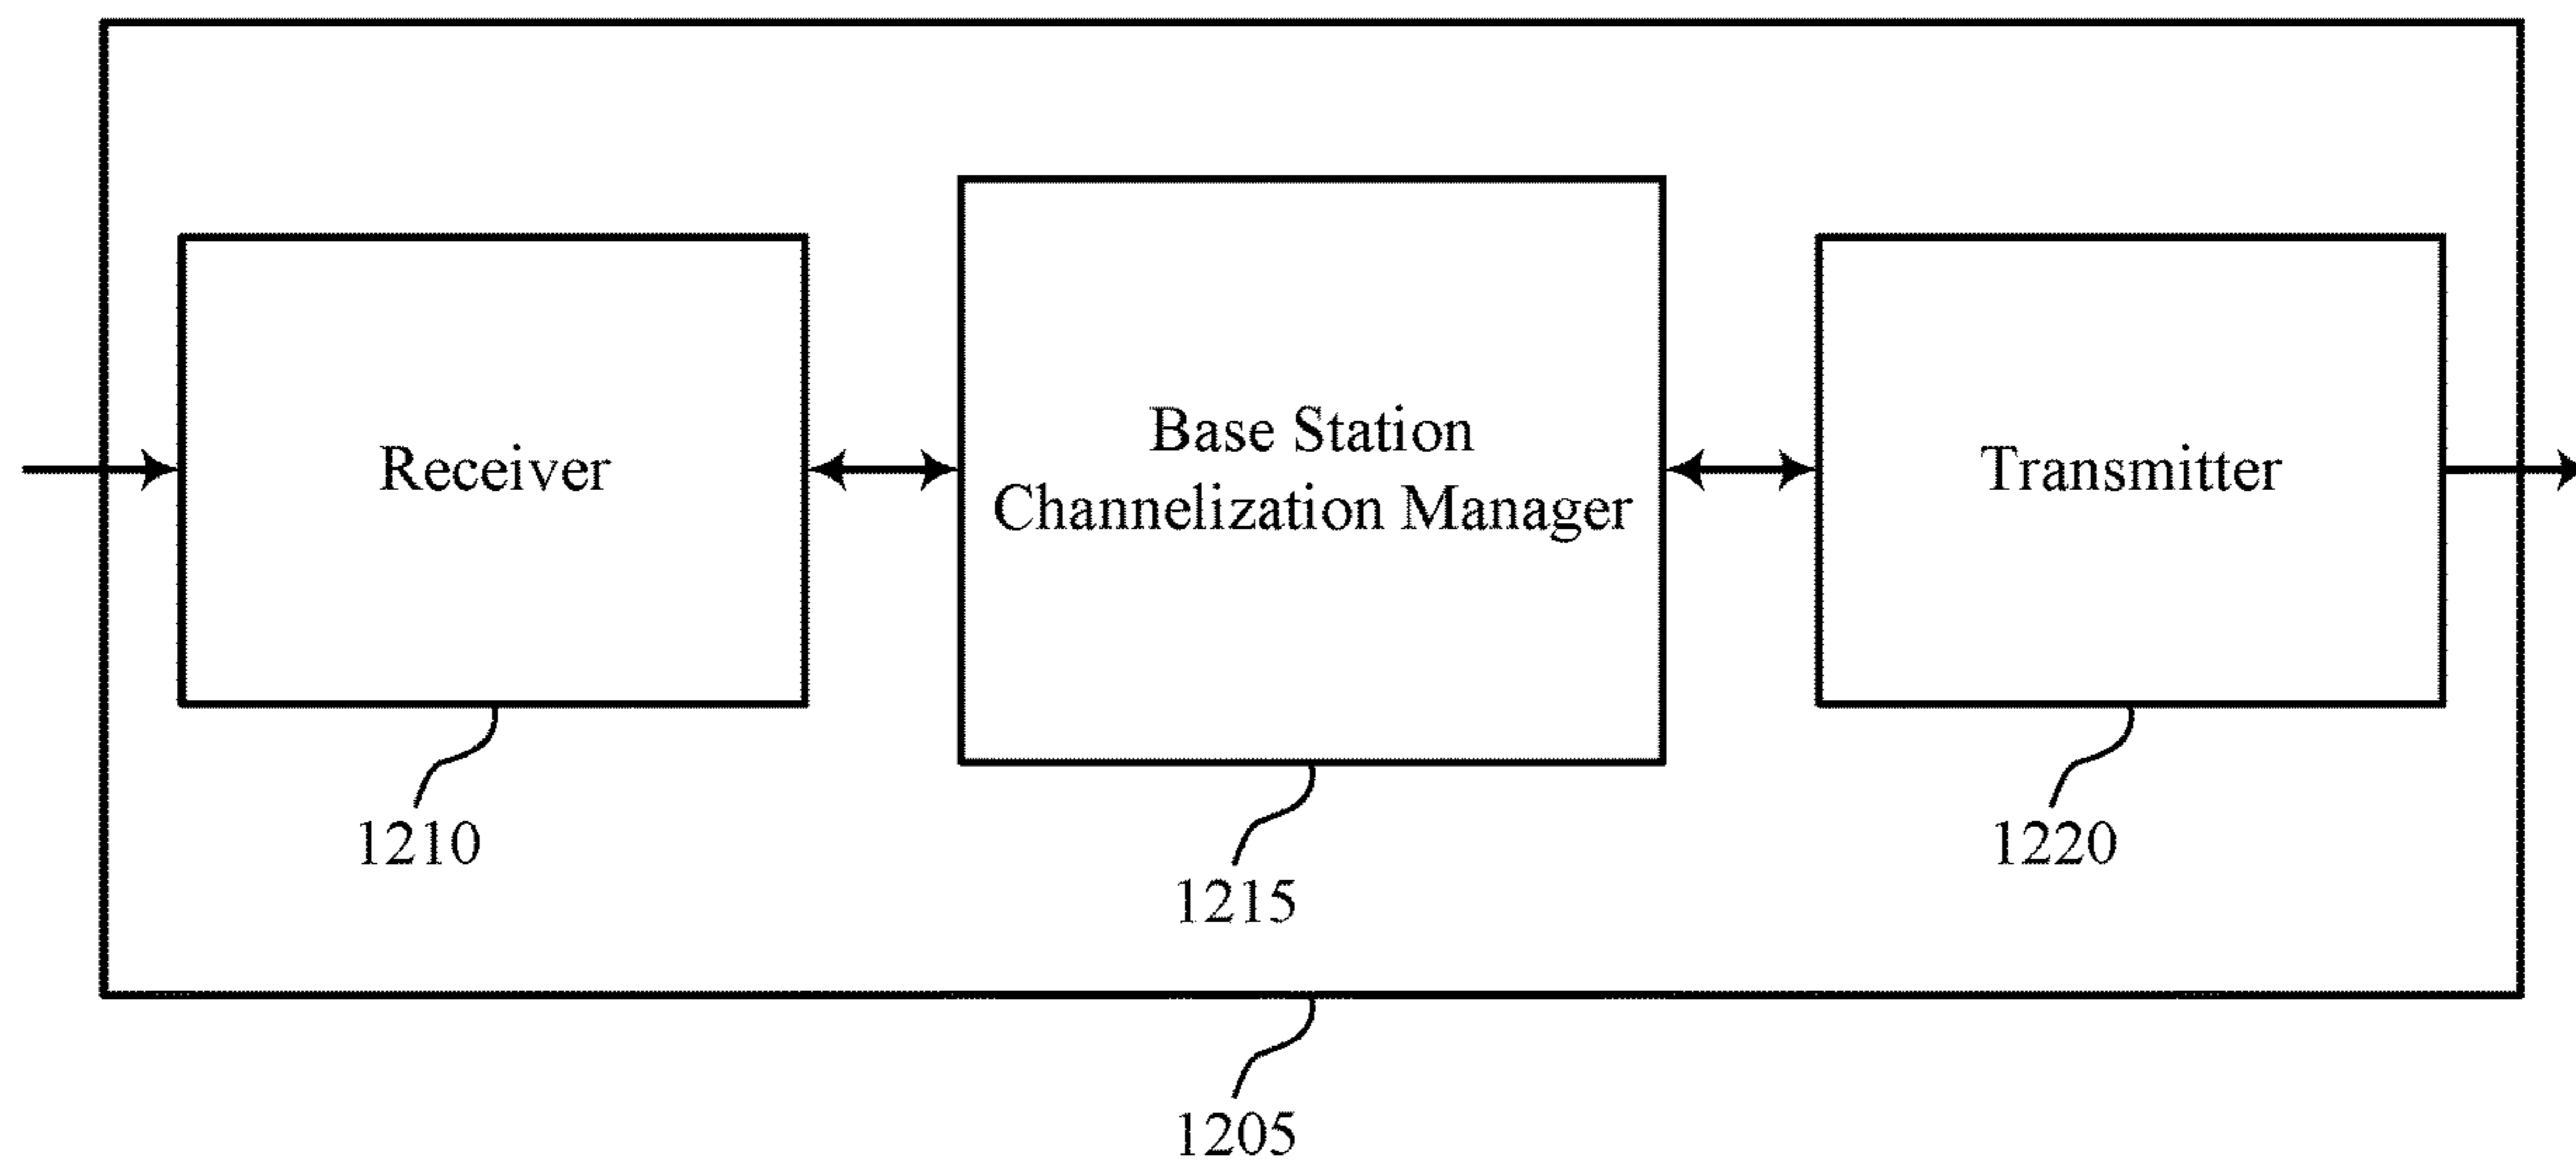 Receiver
Base Station
Channelization Manager
Transmitter
1210
1215
1220
1205